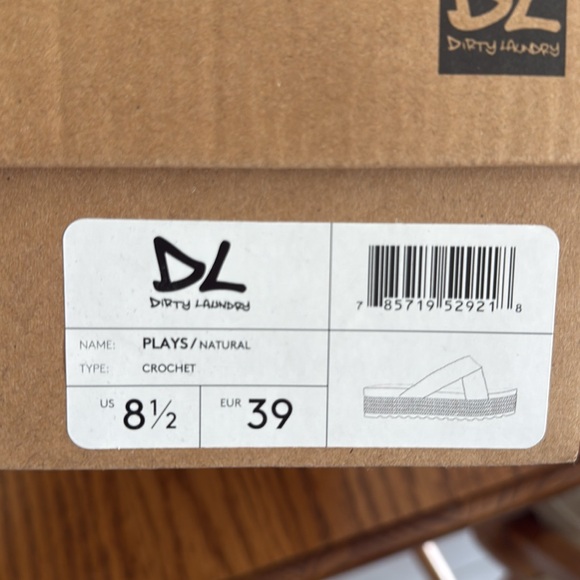 DL
DIRTY LAUNDRY
DL
DIRTY LAUNDRY
7 85719 52921 8
NAME: PLAYS/NATURAL
TYPE: CROCHET
US 8½ EUR 39